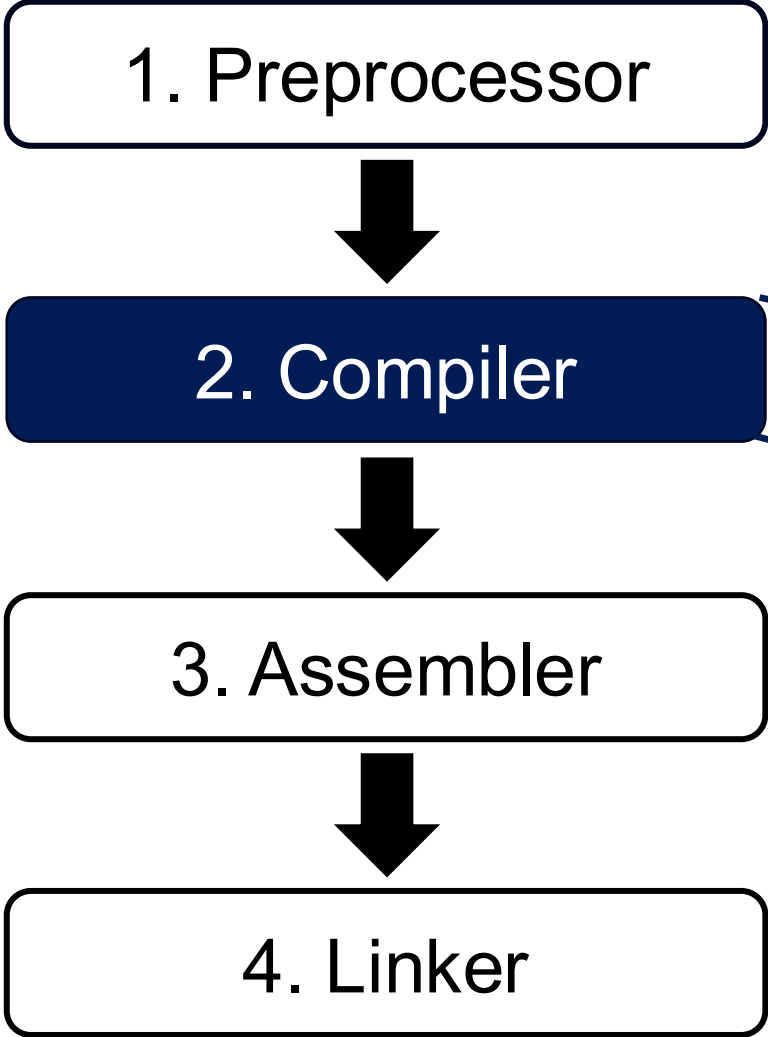 1. Preprocessor
2. Compiler
3. Assembler
4. Linker